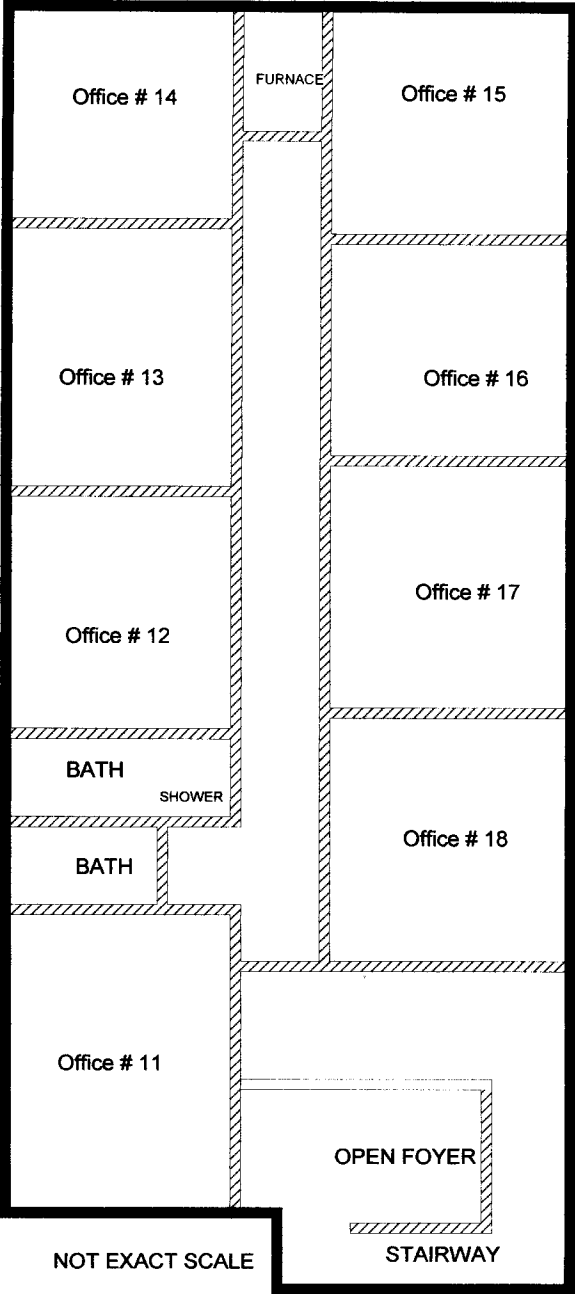 FURNACE
Office # 14
Office # 15
Office # 13
Office # 16
Office # 17
Office # 12
BATH
SHOWER
Office # 18
BATH
Office # 11
OPEN FOYER
STAIRWAY
NOT EXACT SCALE